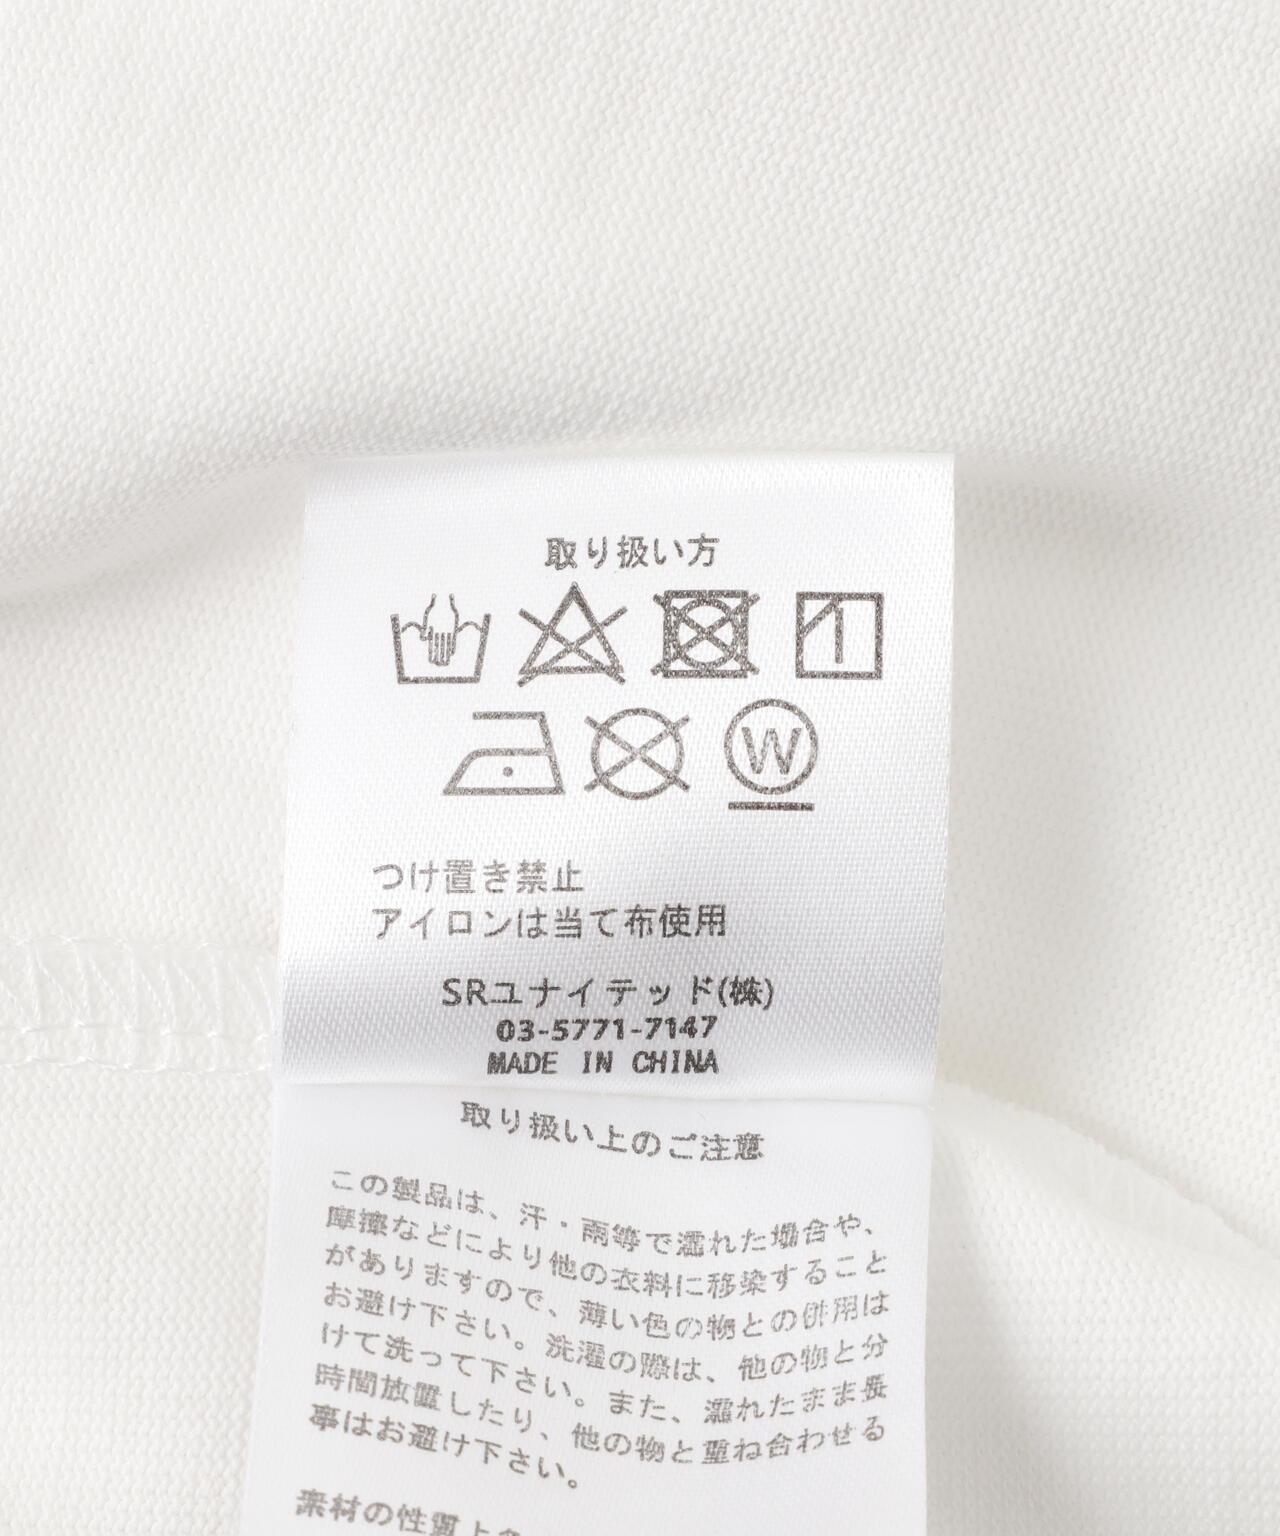 取り扱い方
W
つけ置き禁止
アイロンは当て布使用
SRユナイテッド(株)
03-5771-7147
MADE IN CHINA
取り扱い上のご注意
この製品は、汗・雨等で濡れた場合や、
摩擦などにより他の衣料に移染すること
がありますので、薄い色の物との併用は
お避け下さい。洗濯の際は、他の物と分
けて洗って下さい。また、濡れたまま長
時間放置したり、他の物と重ね合わせる
事はお避け下さい。
素材の性質上